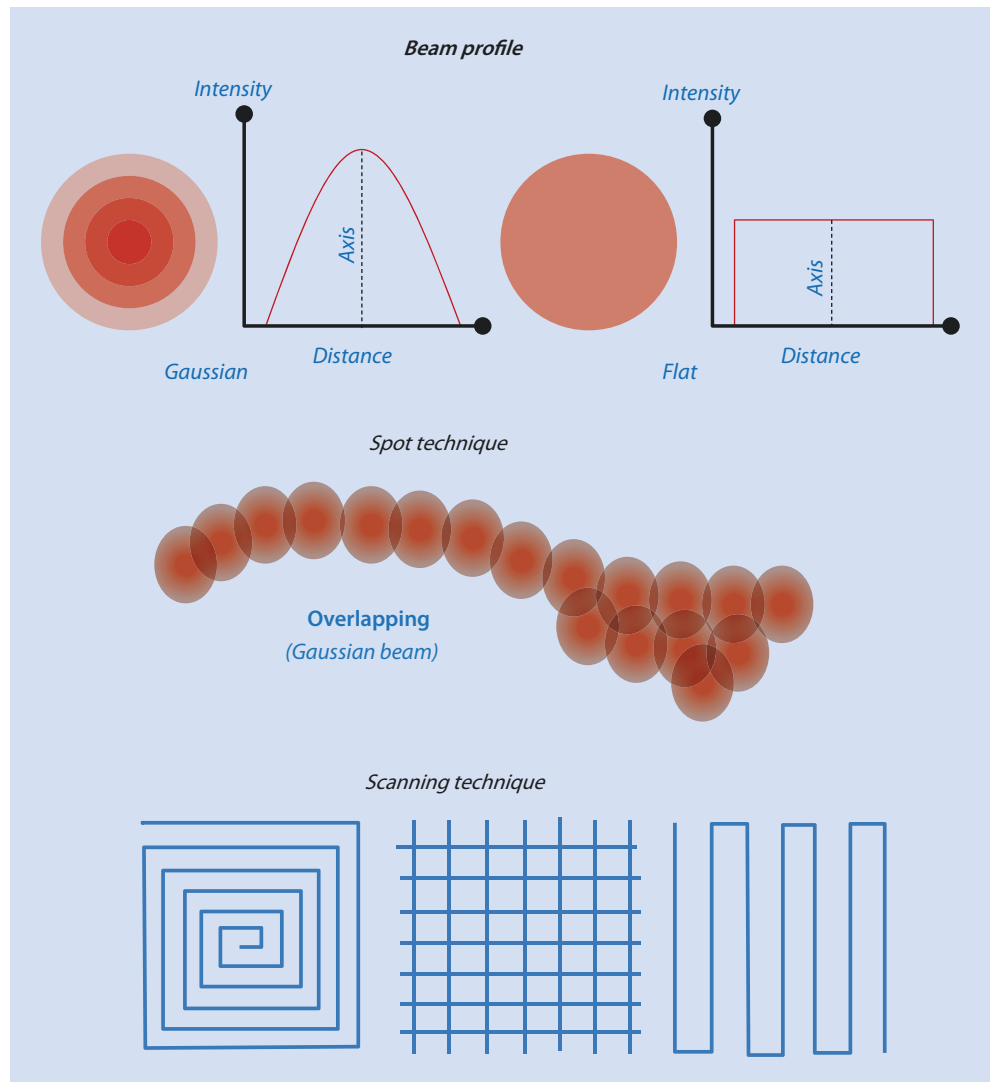 Beam profile
Intensity
Axis
Distance
Gaussian
Intensity
Axis
Distance
Flat
Spot technique
Overlapping
(Gaussian beam)
Scanning technique